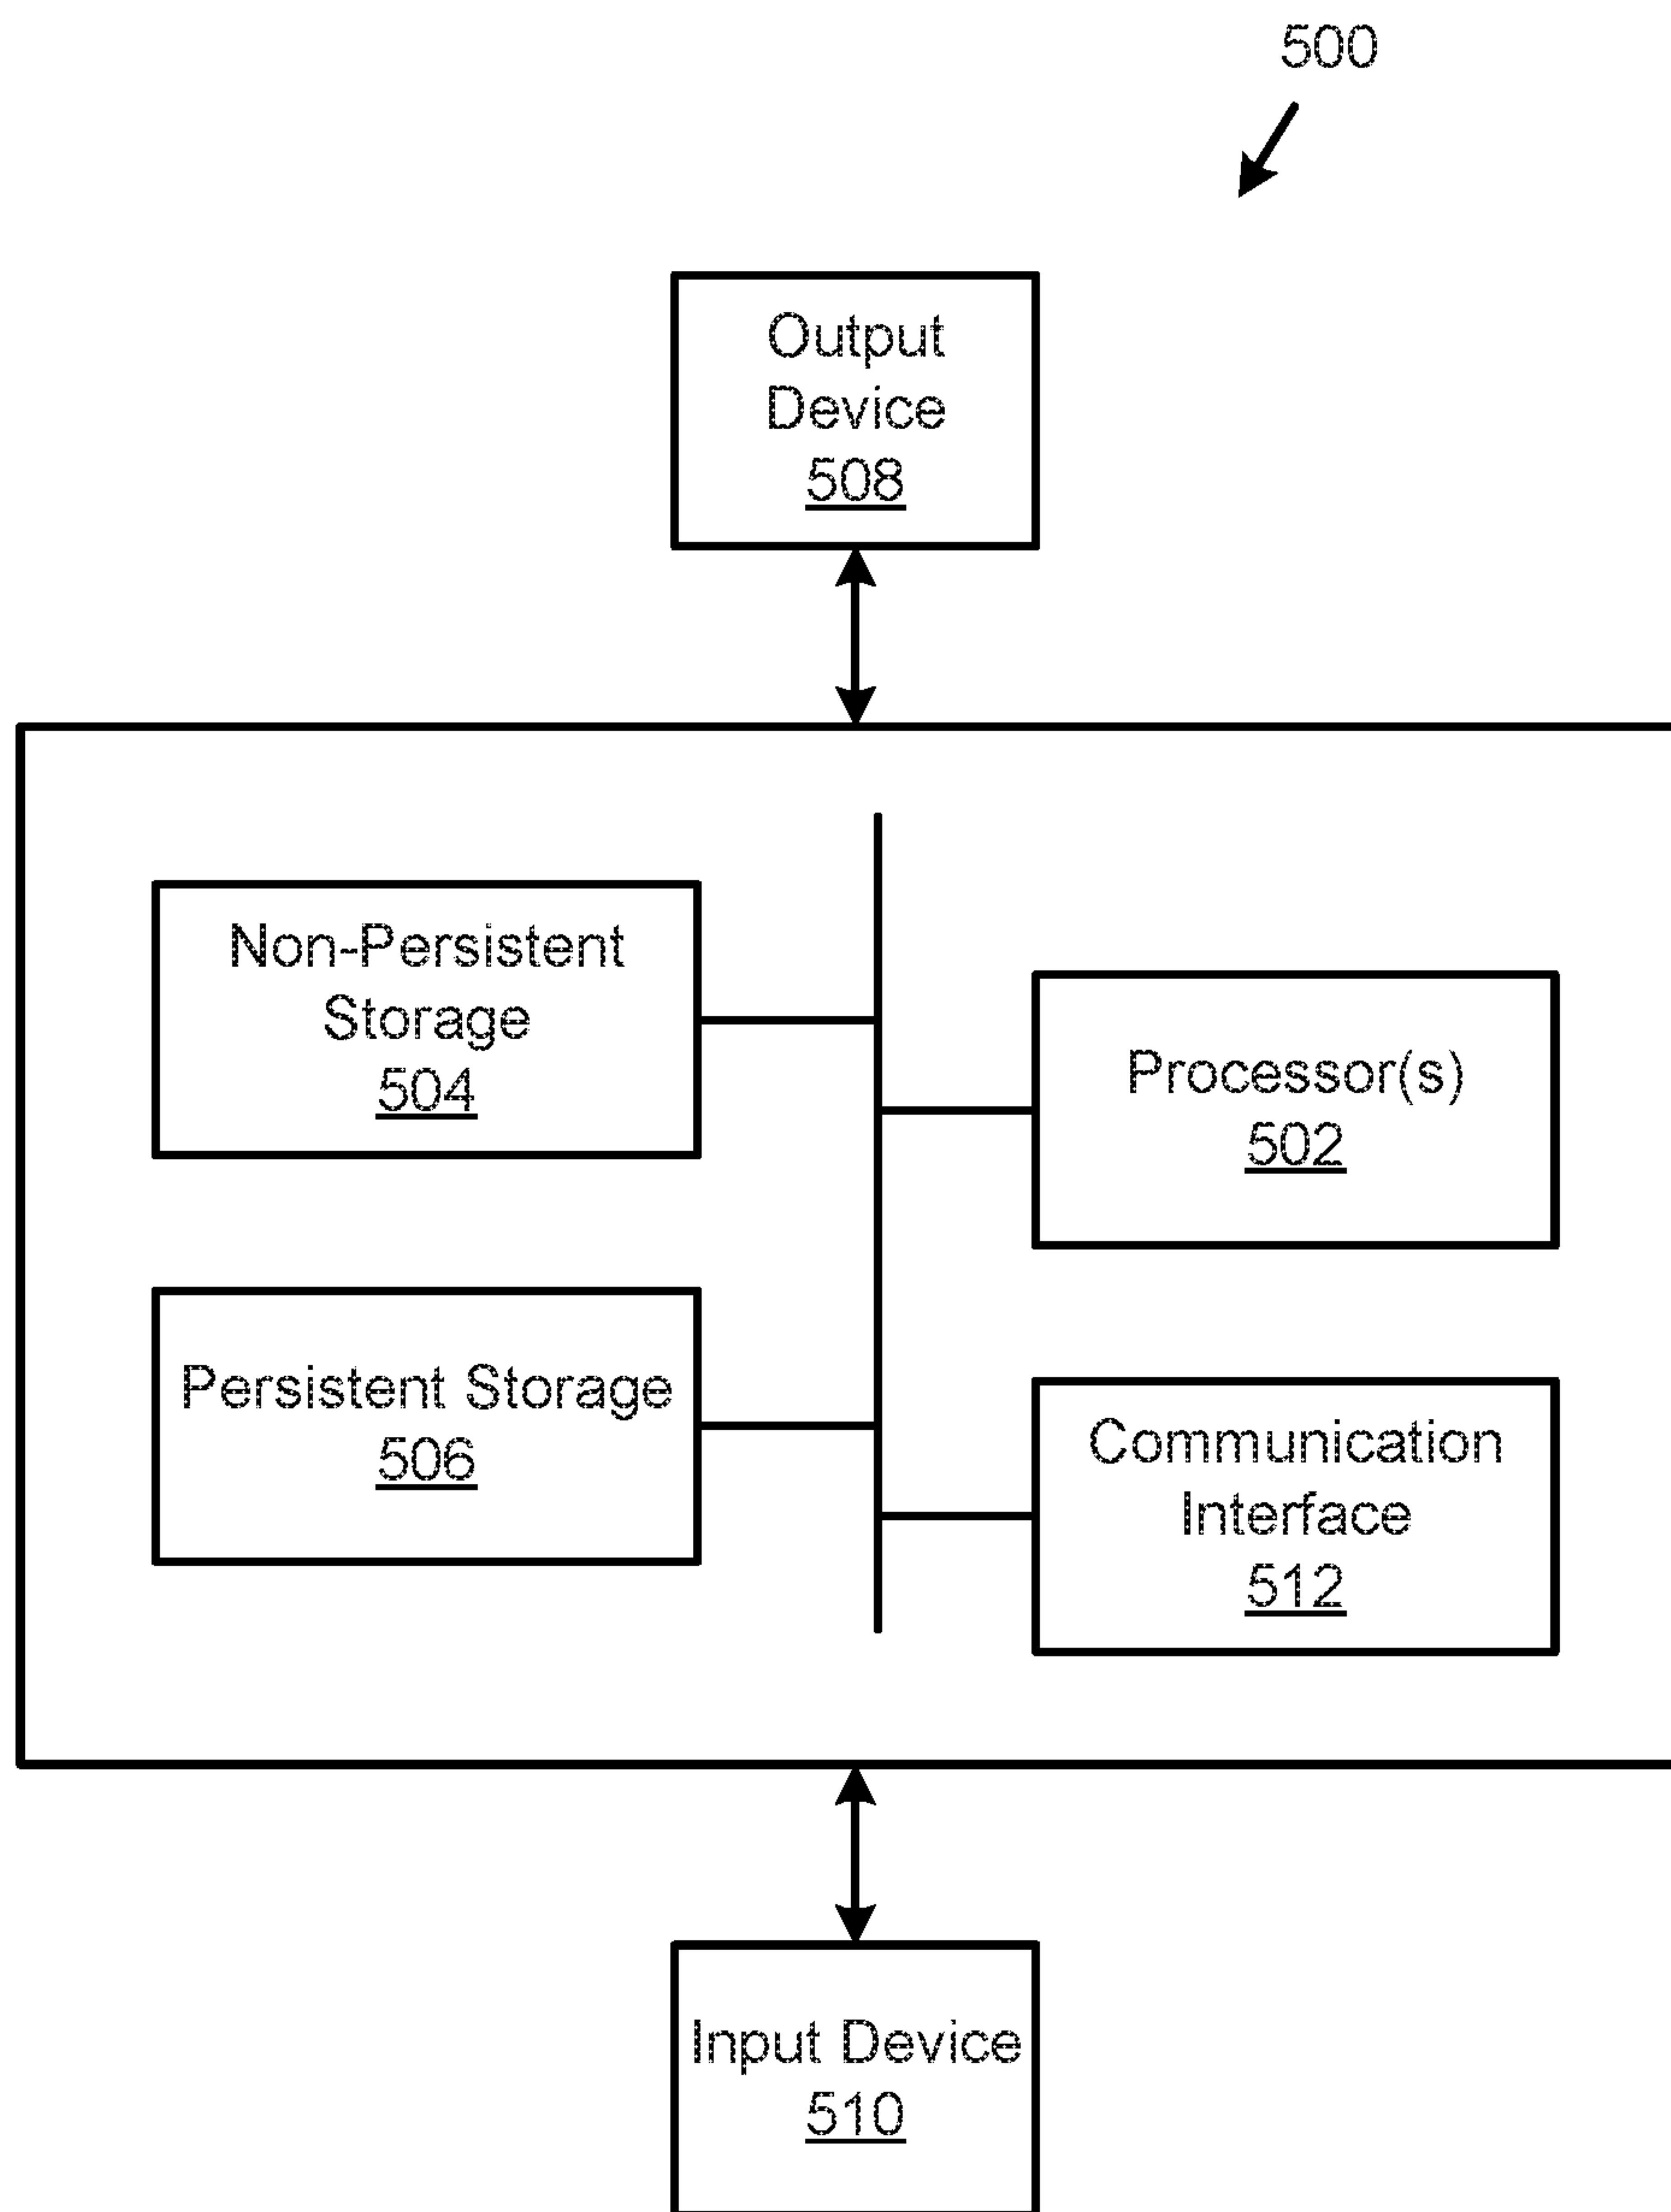 500
Output
Device
508
Non-Persistent
Storage
504
Processor(s)
502
Persistent Storage
506
Communication
Interface
512
Input Device
510